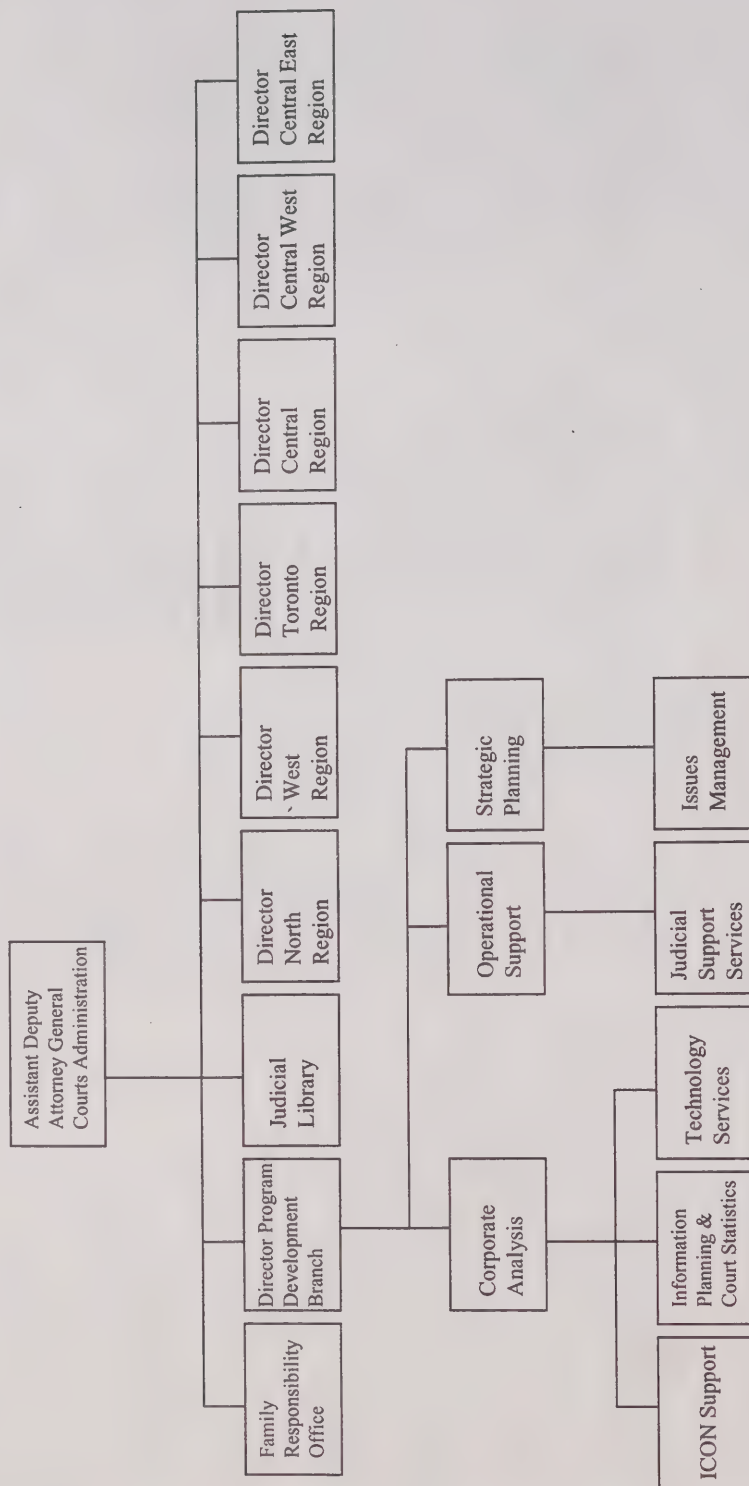 Assistant Deputy
Attorney General
Courts Administration
Family
Responsibility
Office
Director Program
Development
Branch
Judicial
Library
Director
North
Region
Director
West
Region
Director
Toronto
Region
Director
Central
Region
Director
Central West
Region
Director
Central East
Region
Corporate
Analysis
Operational
Support
Strategic
Planning
ICON Support
Information
Planning &
Court Statistics
Technology
Services
Judicial
Support
Services
Issues
Management